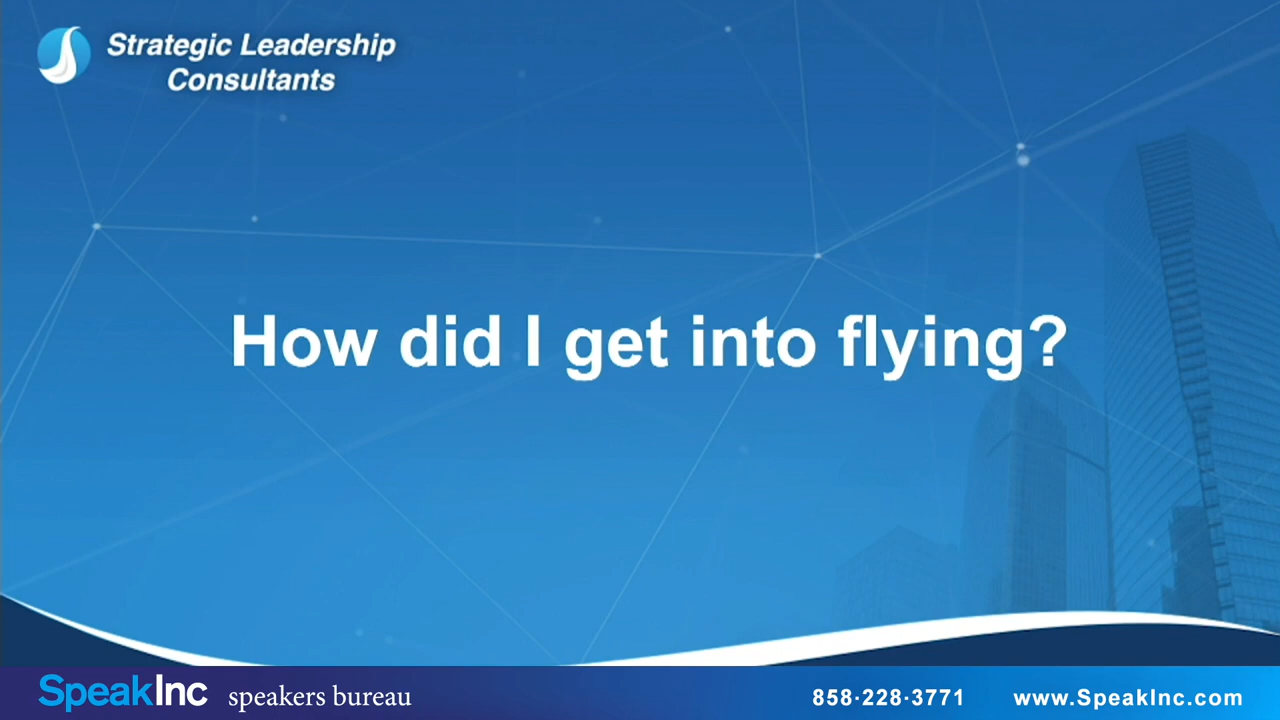 Strategic Leadership
Consultants
How did I get into flying?
SpeakInc speakers bureau
858·228·3771 www.SpeakInc.com